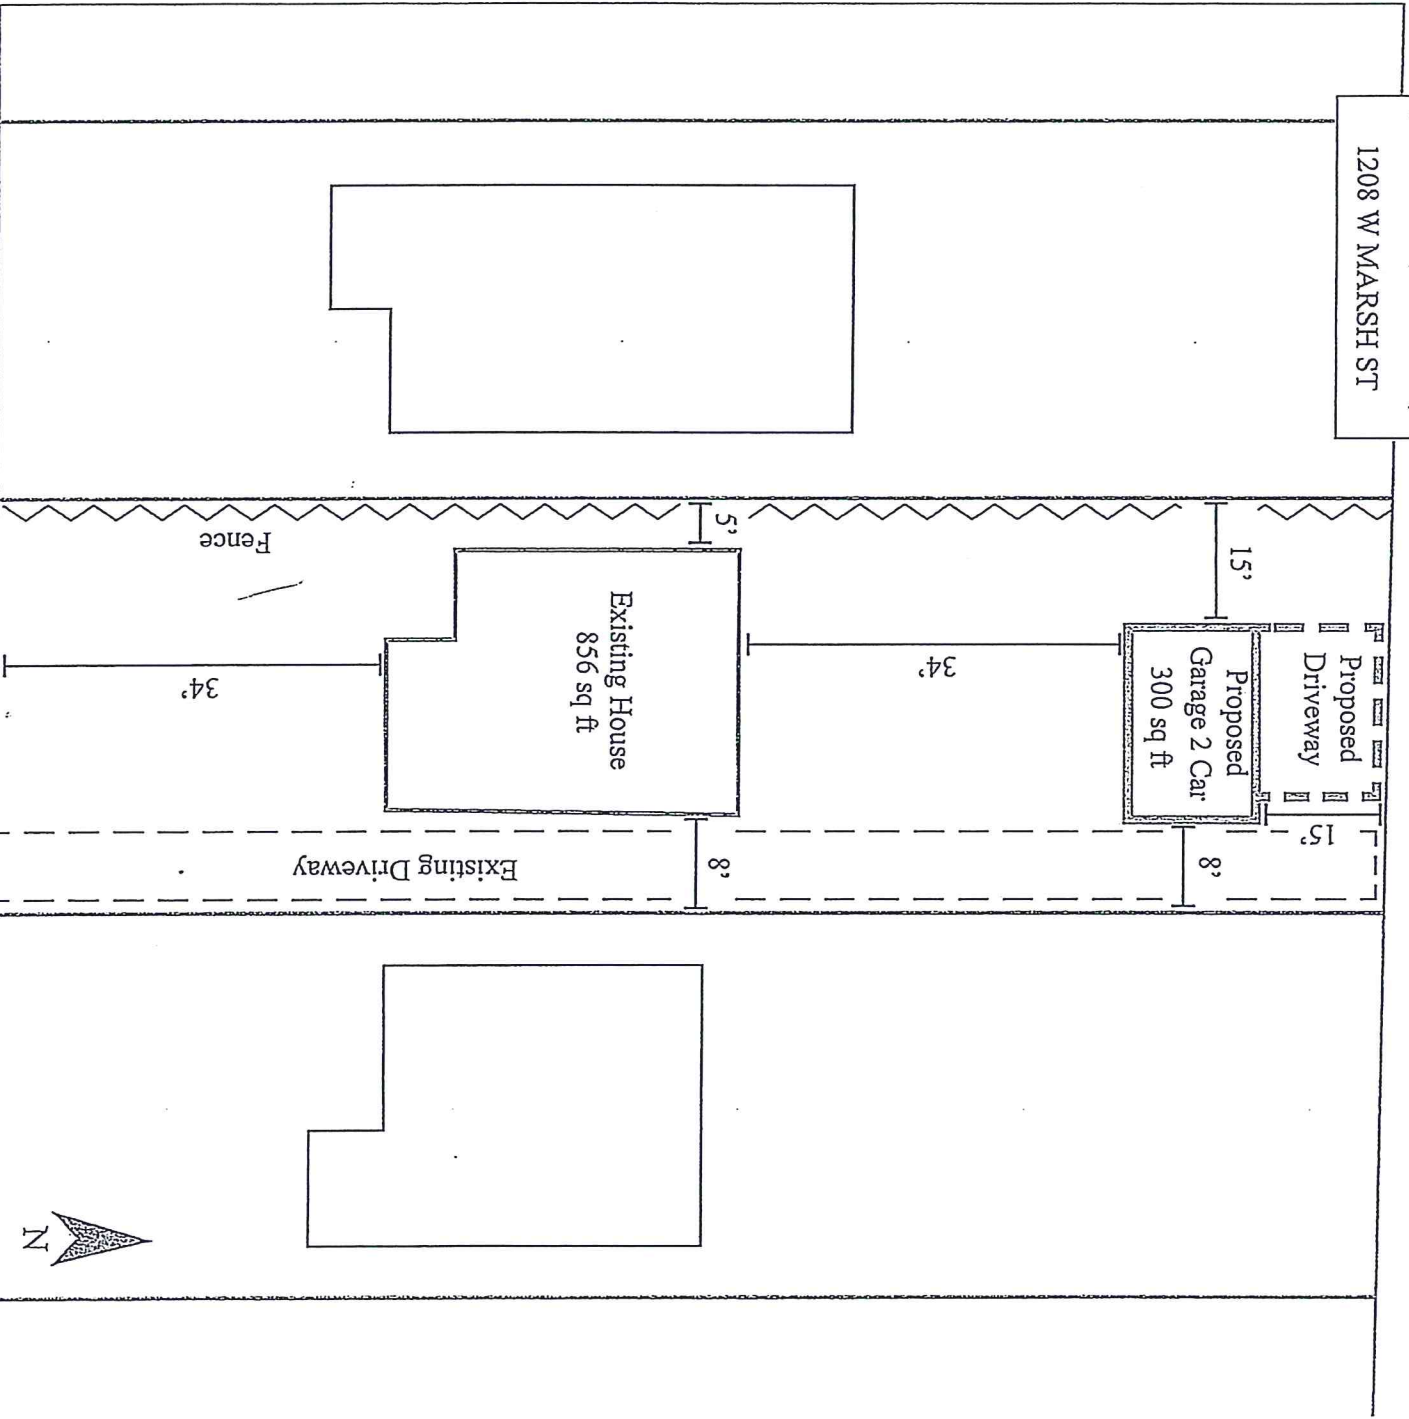 1208 W MARSH ST
Proposed
Driveway
15'
15'
Proposed
Garage 2 Car
300 sq ft
8'
34'
5'
Existing House
856 sq ft
8'
Fence
34'
Existing Driveway
N